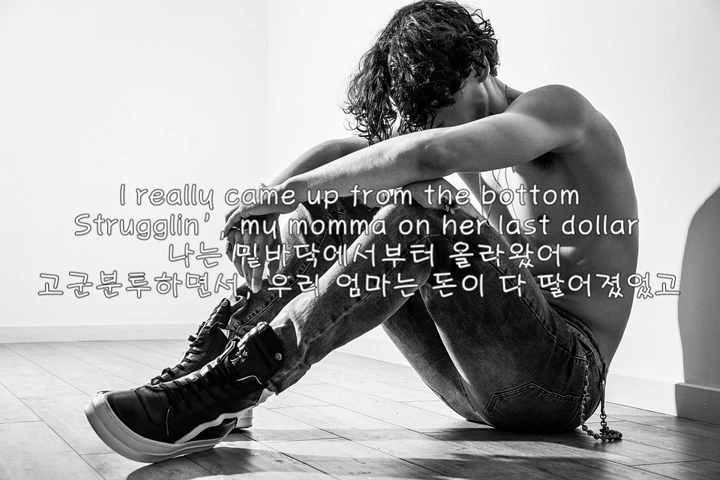 I really came up from the bottom
Strugglin', my momma on her last dollar
나는 밑바닥에서부터 올라왔어
고군분투하면서, 우리 엄마는 돈이 다 떨어졌었고